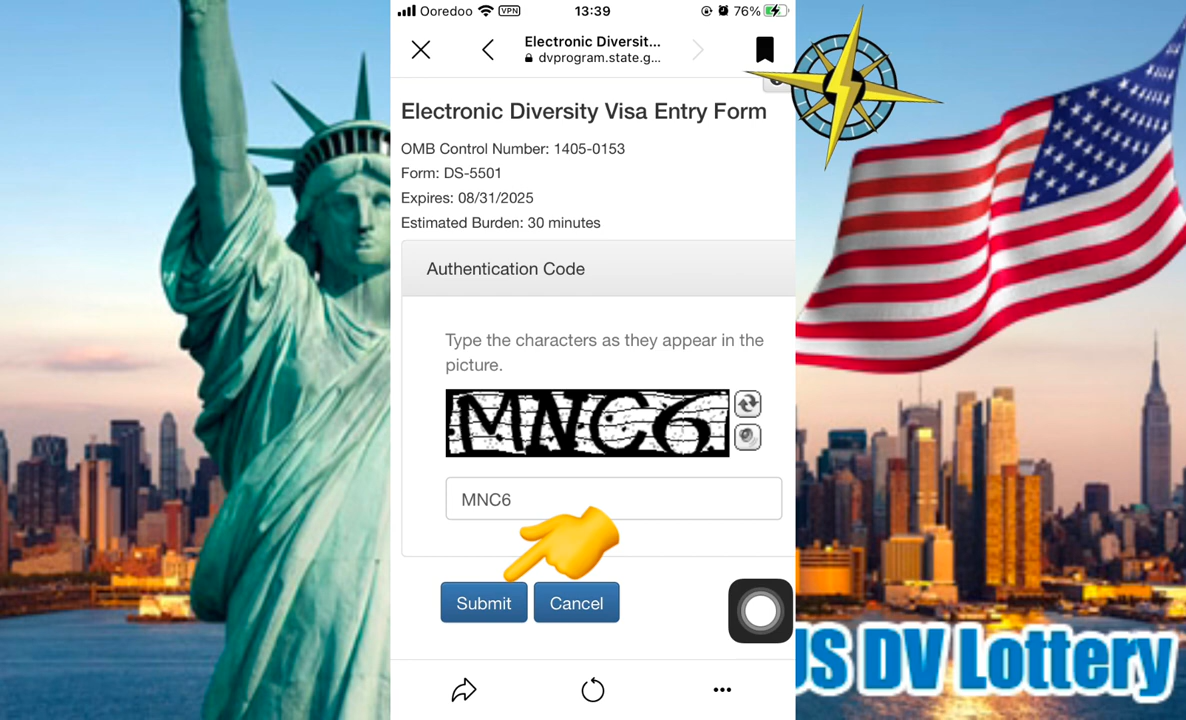 Ooredoo VPN 13:39 76%
Electronic Diversit...
dvprogram.state.g...
Electronic Diversity Visa Entry Form
OMB Control Number: 1405-0153
Form: DS-5501
Expires: 08/31/2025
Estimated Burden: 30 minutes
Authentication Code
Type the characters as they appear in the
picture.
MNC6
MNC6
Submit Cancel
US DV Lottery